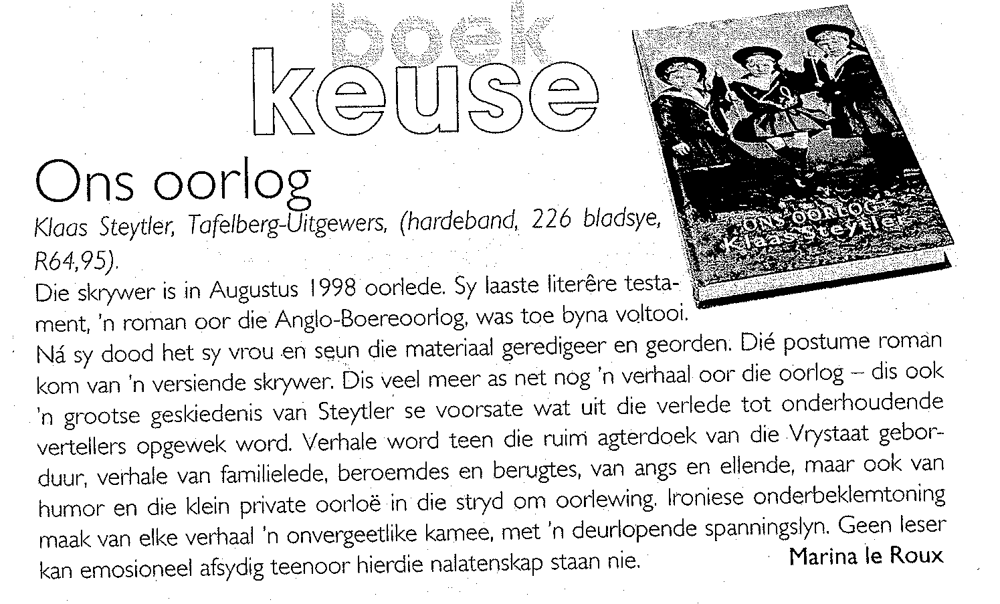 boek
keuse
Ons oorlog
Klaas Steytler, Tafelberg-Uitgewers, (hardeband, 226 bladsye,
R64,95).
Die skrywer is in Augustus 1998 oorlede. Sy laaste literêre testa-
ment, 'n roman oor die Anglo-Boereoorlog, was toe byna voltooi.
Ná sy dood het sy vrou en seun die materiaal geredigeer en georden. Dié postume roman
kom van 'n versiende skrywer. Dis veel meer as net nog 'n verhaal oor die oorlog – dis ook
'n grootse geskiedenis van Steytler se voorsate wat uit die verlede tot onderhoudende
vertellers opgewek word. Verhale word teen die ruim agterdoek van die Vrystaat gebor-
duur, verhale van familielede, beroemdes en berugtes, van angs en ellende, maar ook van
humor en die klein private oorloë in die stryd om oorlewing. Ironiese onderbeklemtoning
maak van elke verhaal 'n onvergeetlike kamee, met 'n deurlopende spanningslyn. Geen leser
kan emosioneel afsydig teenoor hierdie nalatenskap staan nie.
Marina le Roux
ONS OORLOG
Klaas Steytler